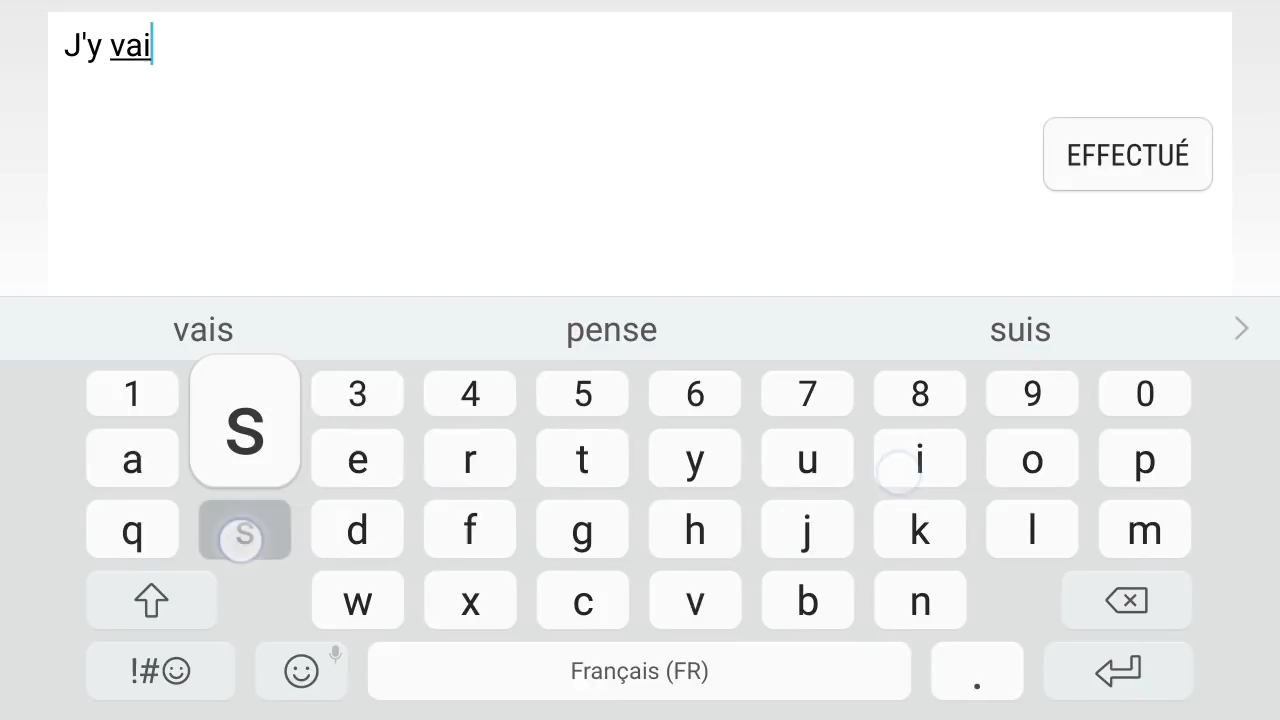 J'y vai
EFFECTUÉ
vais pense suis
1 3 4 5 6 7 8 9 0
s
a e r t y u i o p
q s d f g h j k l m
w x c v b n
!#☺ Français (FR) .